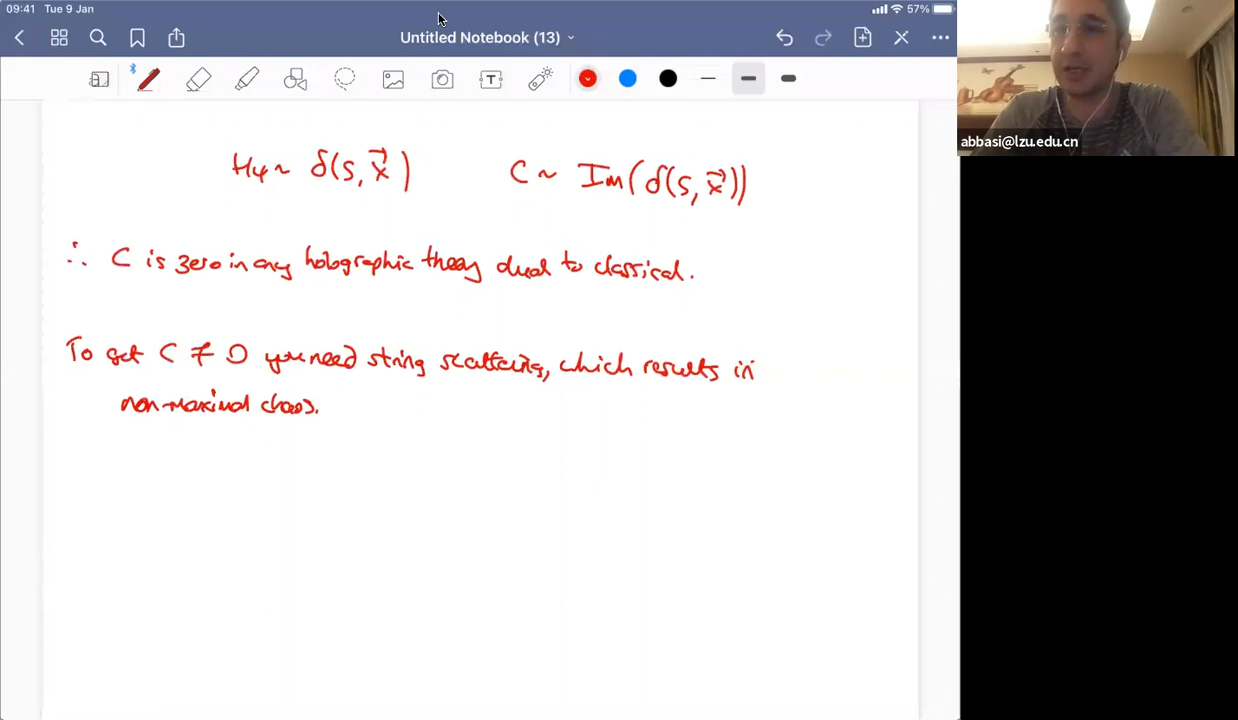 09:41 Tue 9 Jan
57%
Untitled Notebook (13)
abbasi@lzu.edu.cn
H4 ~ δ(s, x⃗) C ~ Im(δ(s, x⃗))
∴ C is zero in any holographic theory dual to classical.
To get C ≠ 0 you need string scattering, which results in
non-maximal chaos.